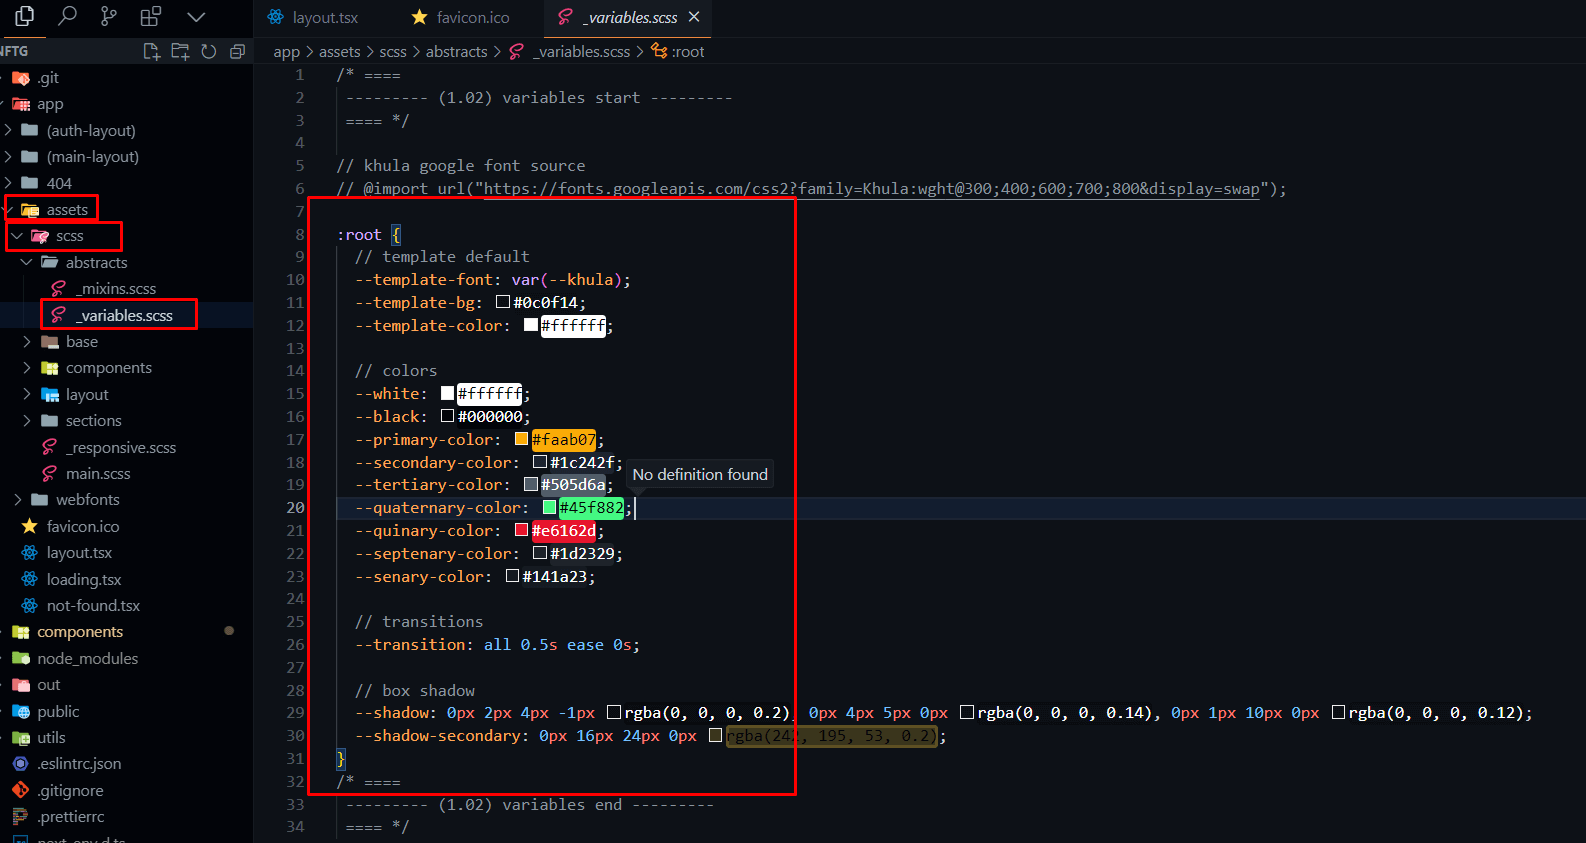 layout.tsx
favicon.ico
_variables.scss
NFTG
app > assets > scss > abstracts > _variables.scss > :root
.git
app
(auth-layout)
(main-layout)
404
assets
scss
abstracts
_mixins.scss
_variables.scss
base
components
layout
sections
_responsive.scss
main.scss
webfonts
favicon.ico
layout.tsx
loading.tsx
not-found.tsx
components
node_modules
out
public
utils
.eslintrc.json
.gitignore
.prettierrc
next-env.d.ts
1 /* ====
2 --------- (1.02) variables start ---------
3 ==== */
4
5 // khula google font source
6 // @import url("https://fonts.googleapis.com/css2?family=Khula:wght@300;400;600;700;800&display=swap");
7
8 :root {
9 // template default
10 --template-font: var(--khula);
11 --template-bg: #0c0f14;
12 --template-color: #ffffff;
13
14 // colors
15 --white: #ffffff;
16 --black: #000000;
17 --primary-color: #faab07;
18 --secondary-color: #1c242f;
No definition found
19 --tertiary-color: #505d6a;
20 --quaternary-color: #45f882;
21 --quinary-color: #e6162d;
22 --septenary-color: #1d2329;
23 --senary-color: #141a23;
24
25 // transitions
26 --transition: all 0.5s ease 0s;
27
28 // box shadow
29 --shadow: 0px 2px 4px -1px rgba(0, 0, 0, 0.2), 0px 4px 5px 0px rgba(0, 0, 0, 0.14), 0px 1px 10px 0px rgba(0, 0, 0, 0.12);
30 --shadow-secondary: 0px 16px 24px 0px rgba(242, 195, 53, 0.2);
31 }
32 /* ====
33 --------- (1.02) variables end ---------
34 ==== */